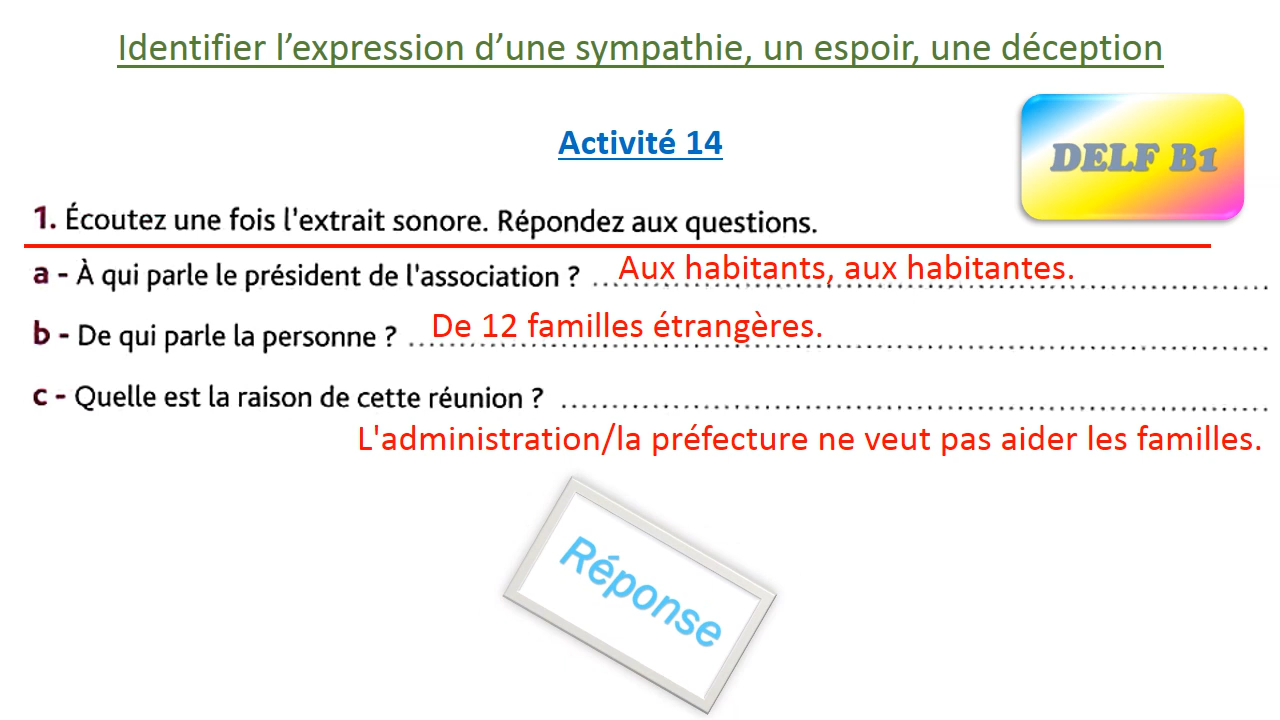 Identifier l’expression d’une sympathie, un espoir, une déception
Activité 14
DELF B1
1. Écoutez une fois l'extrait sonore. Répondez aux questions.
a - À qui parle le président de l'association ? Aux habitants, aux habitantes.
b - De qui parle la personne ? De 12 familles étrangères.
c - Quelle est la raison de cette réunion ?
L'administration/la préfecture ne veut pas aider les familles.
Réponse